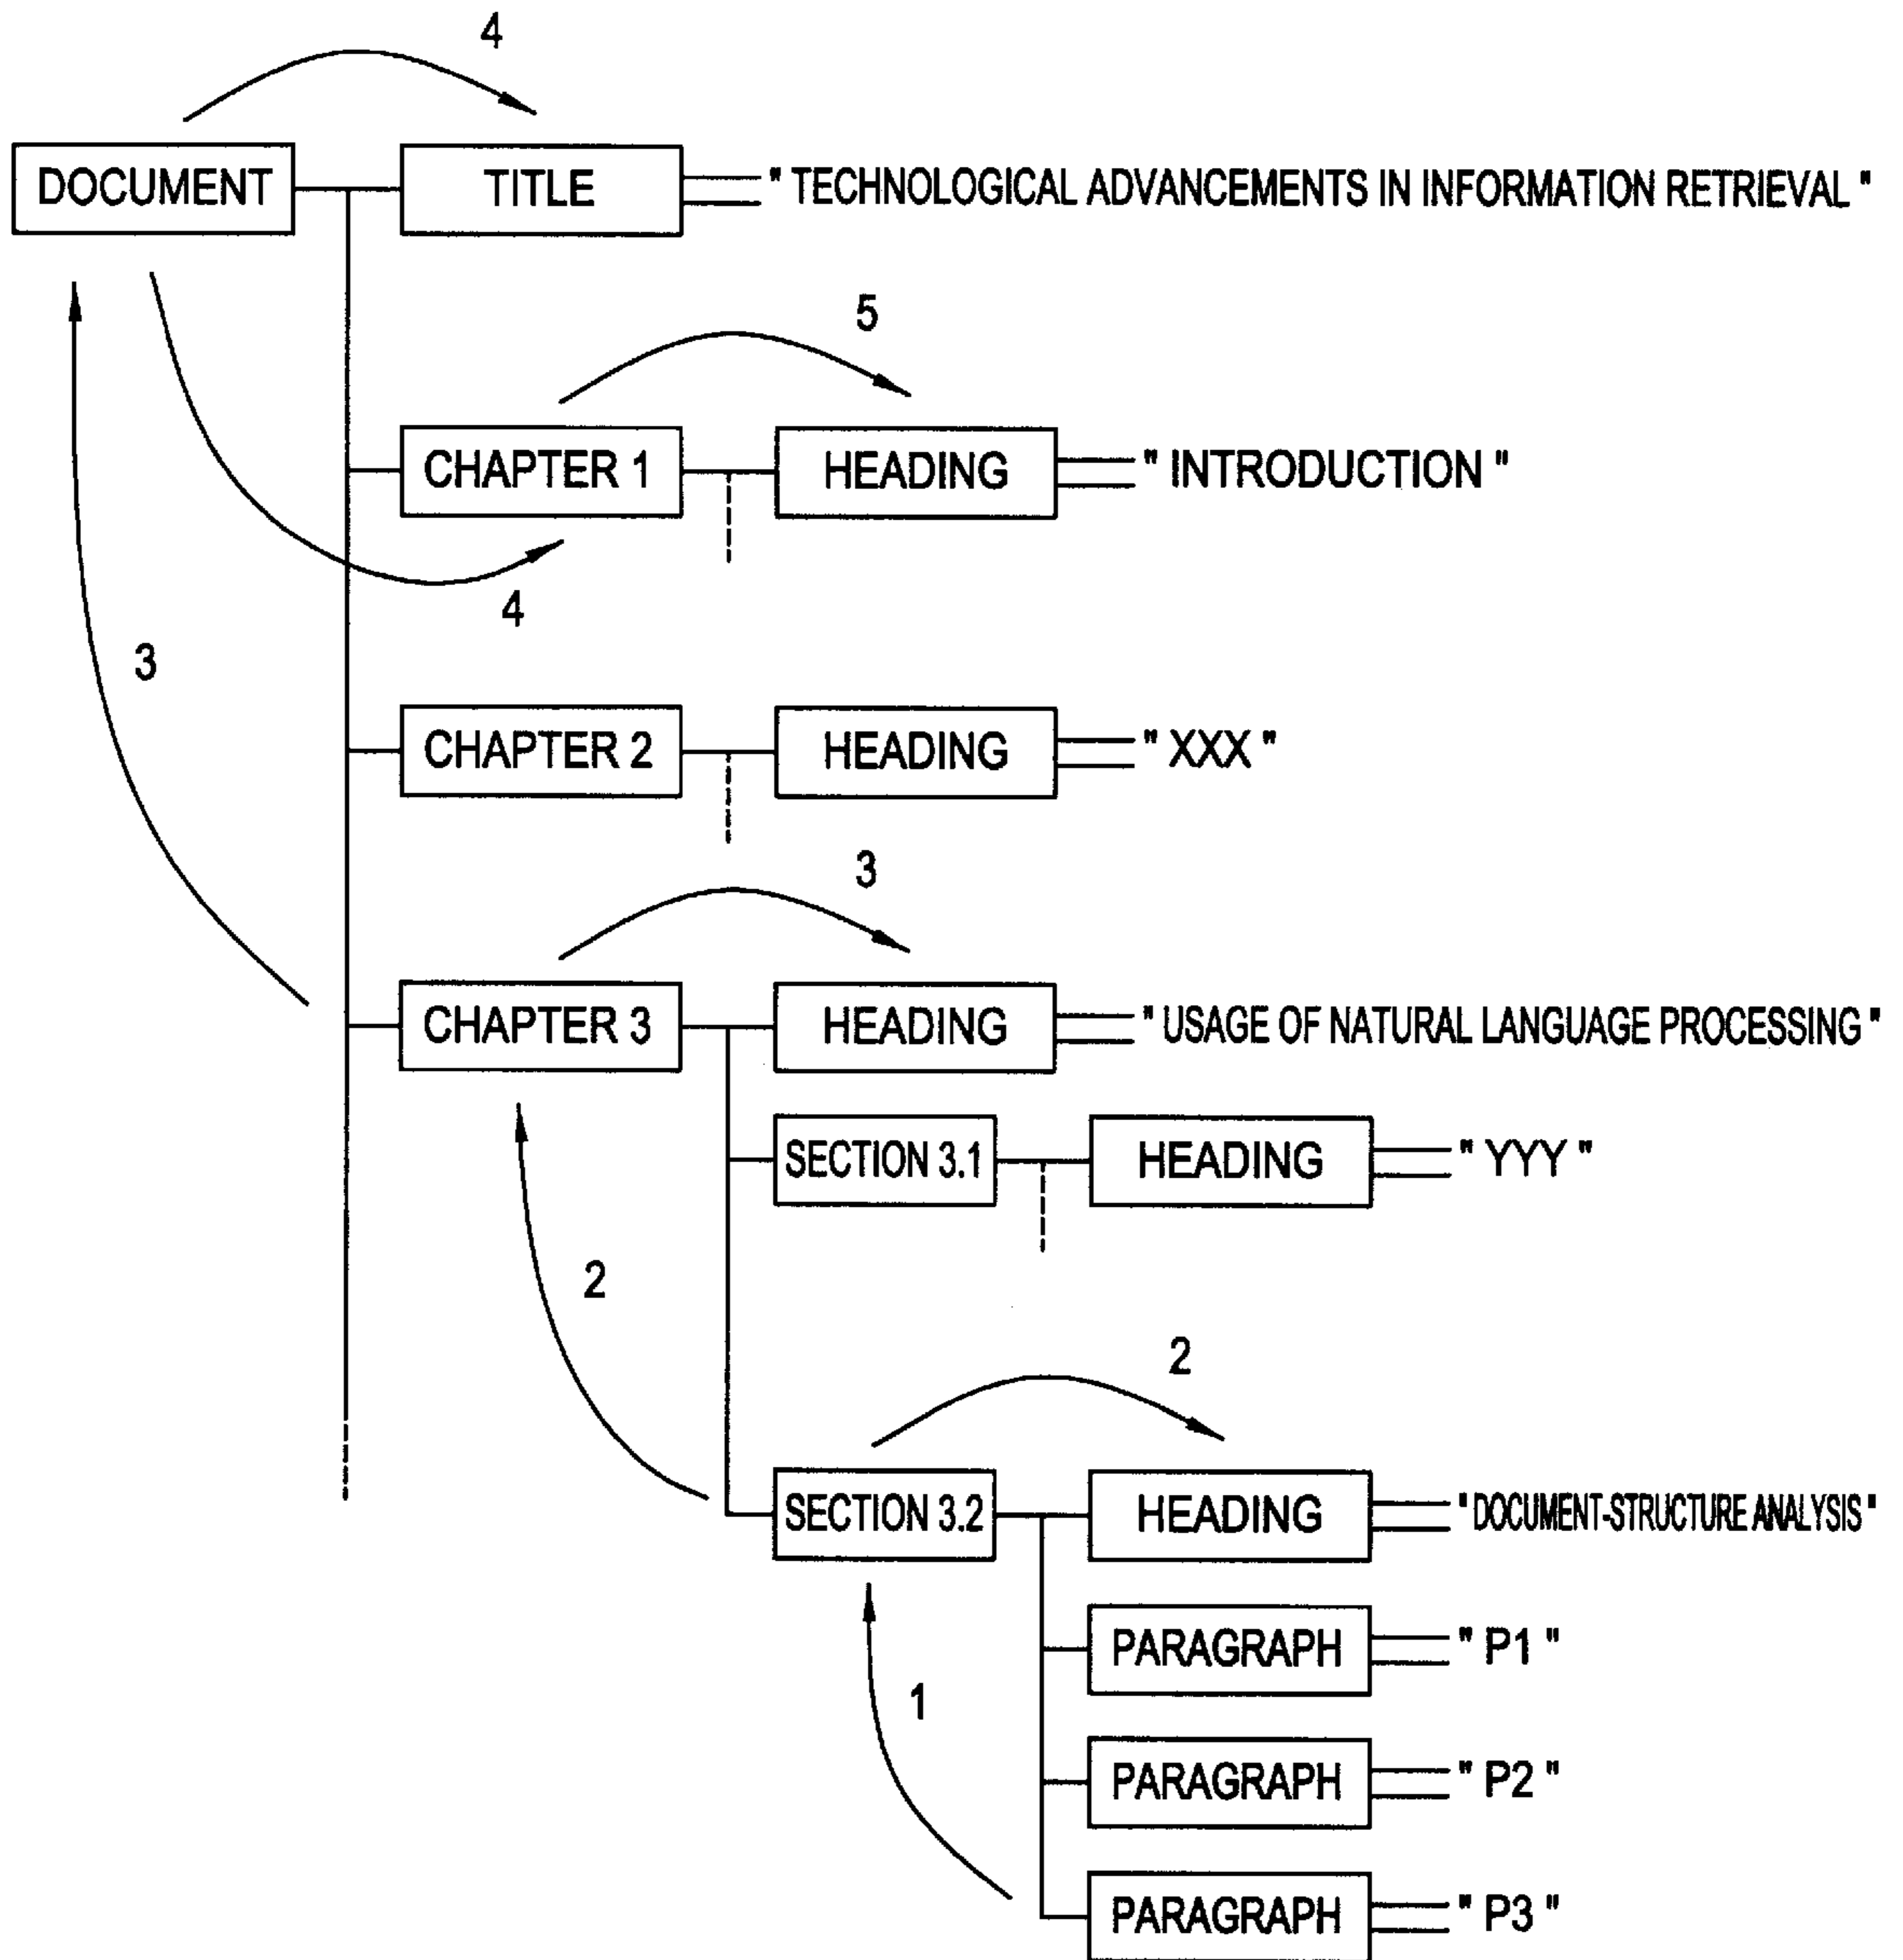 4
DOCUMENT TITLE " TECHNOLOGICAL ADVANCEMENTS IN INFORMATION RETRIEVAL "
5
CHAPTER 1 HEADING " INTRODUCTION "
4
3
CHAPTER 2 HEADING " XXX "
3
CHAPTER 3 HEADING " USAGE OF NATURAL LANGUAGE PROCESSING "
SECTION 3.1 HEADING " YYY "
2
2
SECTION 3.2 HEADING " DOCUMENT-STRUCTURE ANALYSIS "
PARAGRAPH " P1 "
1
PARAGRAPH " P2 "
PARAGRAPH " P3 "